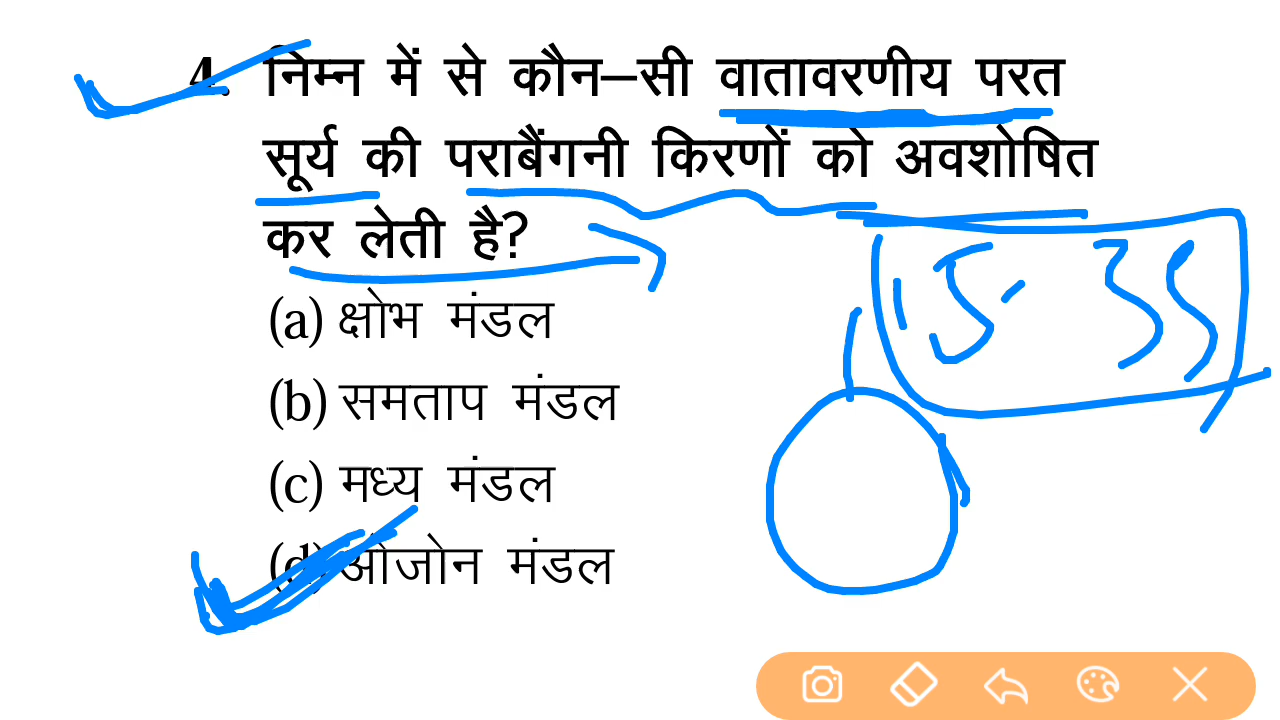 4. निम्न में से कौन–सी वातावरणीय परत
सूर्य की पराबैंगनी किरणों को अवशोषित
कर लेती है?
15-35
(a) क्षोभ मंडल
(b) समताप मंडल
(c) मध्य मंडल
(d) ओजोन मंडल